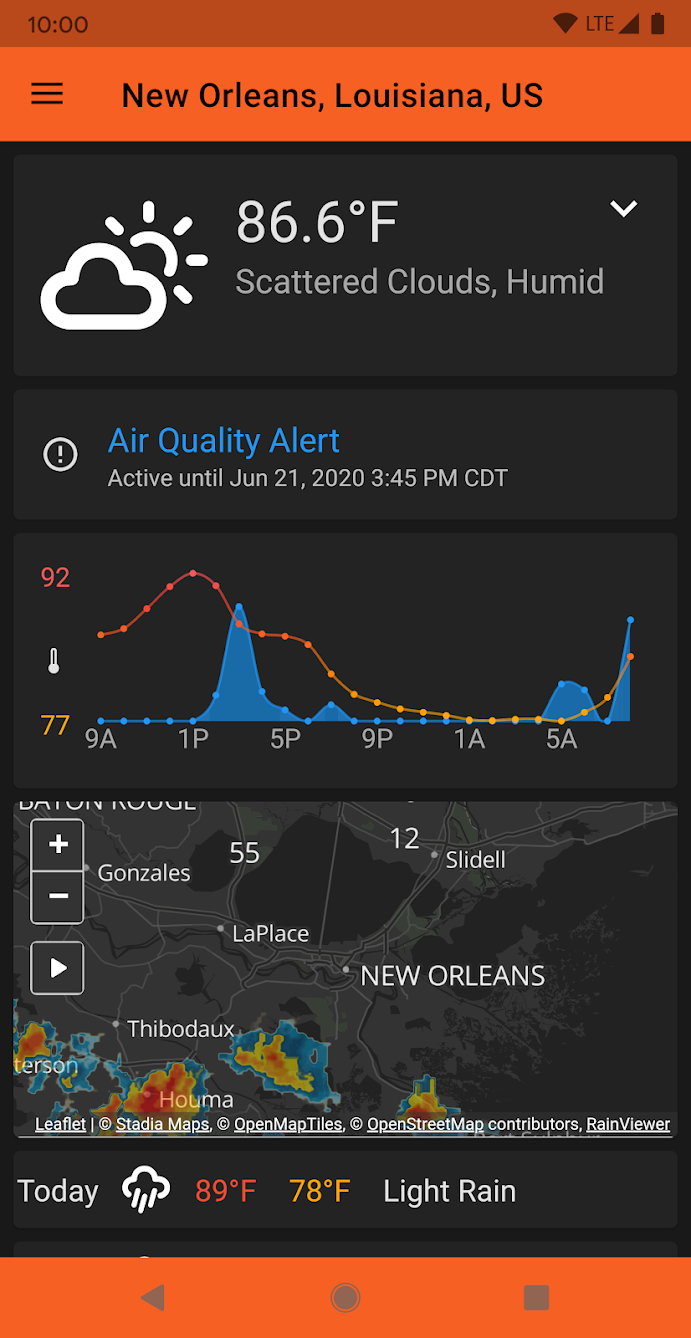 10:00 LTE
New Orleans, Louisiana, US
86.6°F
Scattered Clouds, Humid
Air Quality Alert
Active until Jun 21, 2020 3:45 PM CDT
92
77
9A 1P 5P 9P 1A 5A
BATON ROUGE
+
55
12
Slidell
Gonzales
−
LaPlace
NEW ORLEANS
Thibodaux
terson
Houma
Leaflet | © Stadia Maps, © OpenMapTiles, © OpenStreetMap contributors, RainViewer
Today 89°F 78°F Light Rain